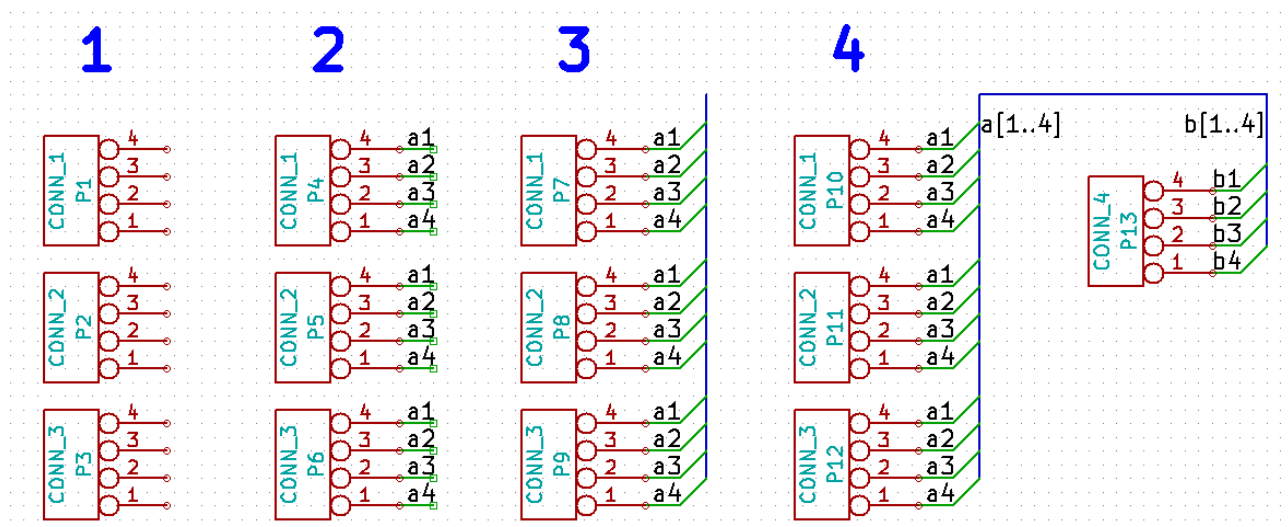 1 2 3 4
CONN_1
P1
4
3
2
1
CONN_2
P2
4
3
2
1
CONN_3
P3
4
3
2
1
CONN_1
P4
4 a1
3 a2
2 a3
1 a4
CONN_2
P5
4 a1
3 a2
2 a3
1 a4
CONN_3
P6
4 a1
3 a2
2 a3
1 a4
CONN_1
P7
4 a1
3 a2
2 a3
1 a4
CONN_2
P8
4 a1
3 a2
2 a3
1 a4
CONN_3
P9
4 a1
3 a2
2 a3
1 a4
CONN_1
P10
4 a1
3 a2
2 a3
1 a4
CONN_2
P11
4 a1
3 a2
2 a3
1 a4
CONN_3
P12
4 a1
3 a2
2 a3
1 a4
a[1..4] b[1..4]
CONN_4
P13
4 b1
3 b2
2 b3
1 b4